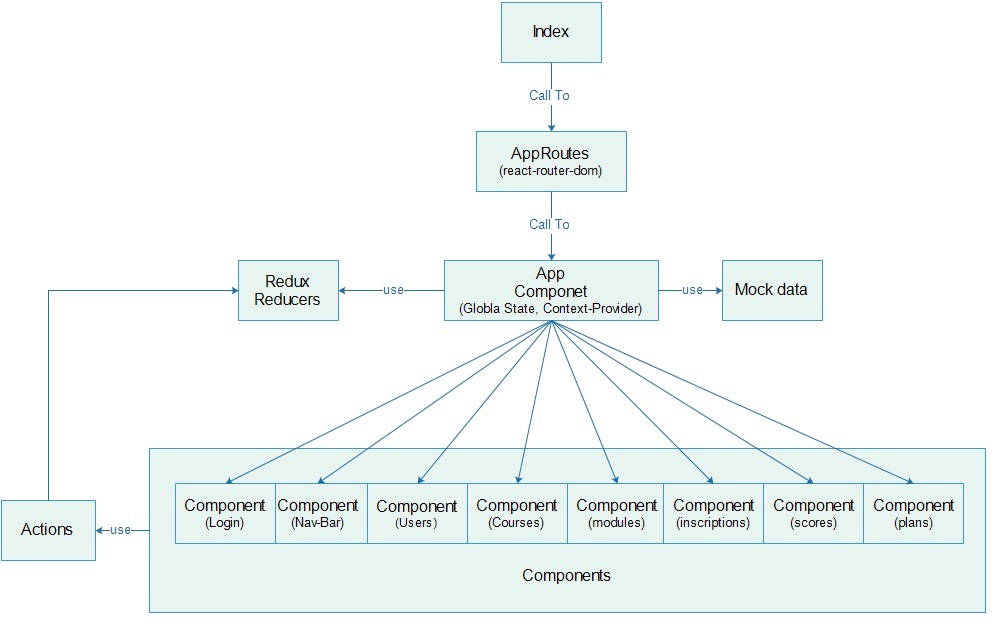 Index
Call To
AppRoutes
(react-router-dom)
Call To
Redux
Reducers
use
App
Componet
(Globla State, Context-Provider)
use
Mock data
Component
(Login)
Component
(Nav-Bar)
Component
(Users)
Component
(Courses)
Component
(modules)
Component
(inscriptions)
Component
(scores)
Component
(plans)
Actions
use
Components